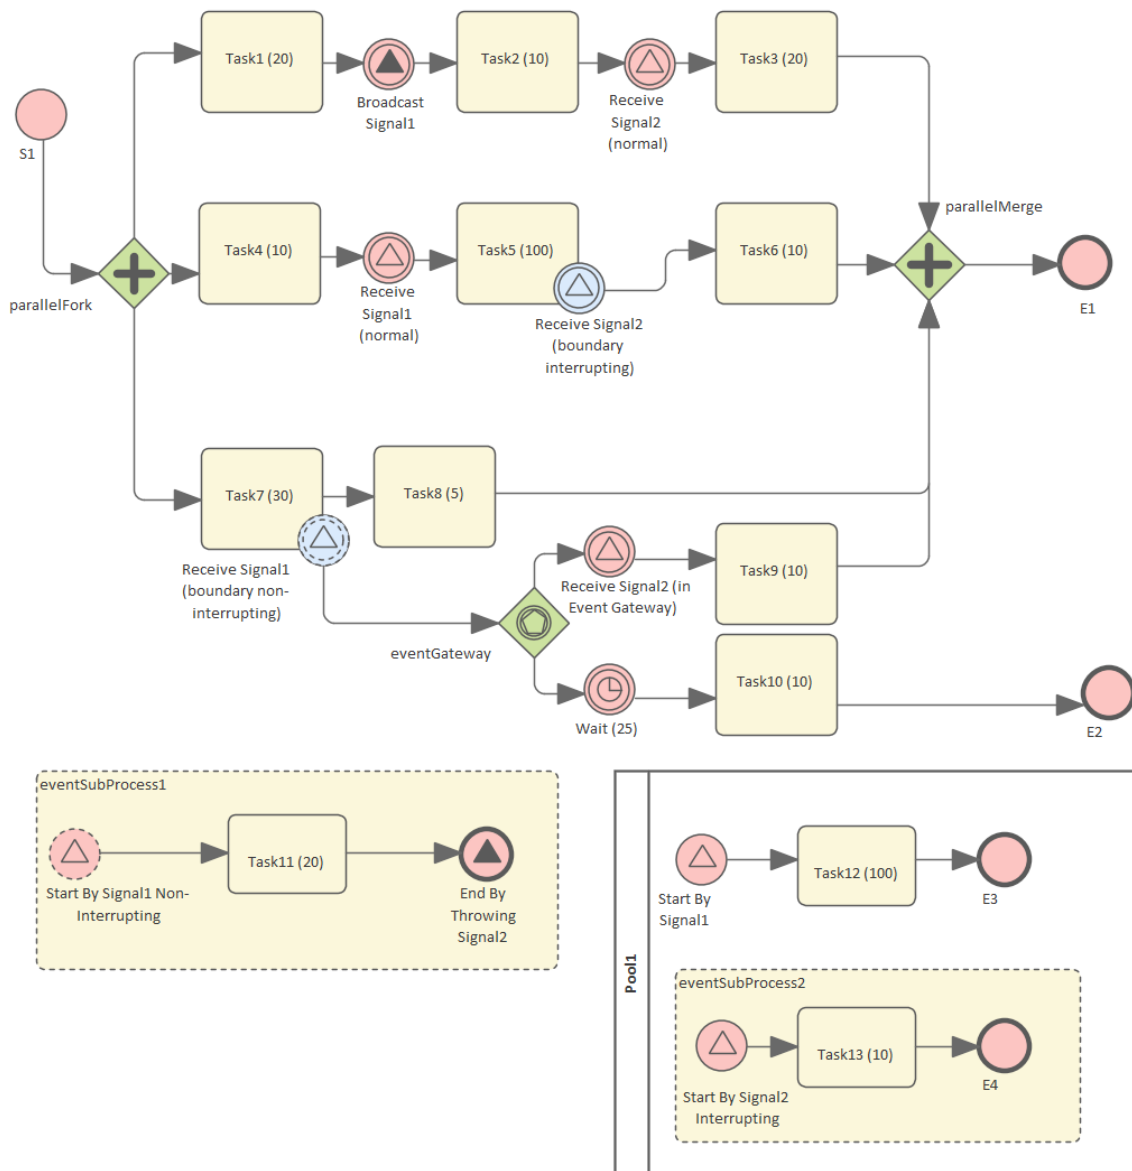 Task1 (20)
Task2 (10)
Task3 (20)
Broadcast
Signal1
Receive
Signal2
(normal)
S1
parallelMerge
Task4 (10)
Task5 (100)
Task6 (10)
parallelFork
Receive
Signal1
(normal)
Receive Signal2
(boundary
interrupting)
E1
Task7 (30)
Task8 (5)
Receive Signal1
(boundary non-
interrupting)
Receive Signal2 (in
Event Gateway)
Task9 (10)
eventGateway
Wait (25)
Task10 (10)
E2
eventSubProcess1
Start By Signal1 Non-
Interrupting
Task11 (20)
End By
Throwing
Signal2
Pool1
Start By
Signal1
Task12 (100)
E3
eventSubProcess2
Start By Signal2
Interrupting
Task13 (10)
E4